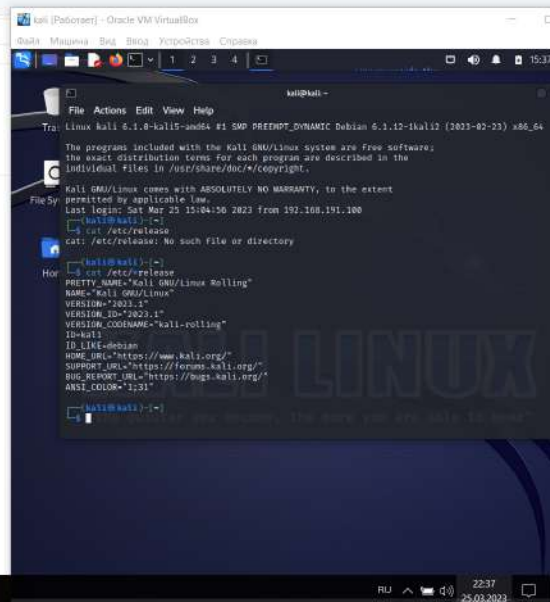 kali [Работает] - Oracle VM VirtualBox
Файл Машина Вид Ввод Устройства Справка
1 2 3 4
15:37
kali@kali: ~
File Actions Edit View Help
Linux kali 6.1.0-kali5-amd64 #1 SMP PREEMPT_DYNAMIC Debian 6.1.12-1kali2 (2023-02-23) x86_64
The programs included with the Kali GNU/Linux system are free software;
the exact distribution terms for each program are described in the
individual files in /usr/share/doc/*/copyright.
Kali GNU/Linux comes with ABSOLUTELY NO WARRANTY, to the extent
permitted by applicable law.
Last login: Sat Mar 25 15:04:56 2023 from 192.168.191.100
(kali㉿kali)-[~]
$ cat /etc/release
cat: /etc/release: No such file or directory
(kali㉿kali)-[~]
$ cat /etc/*release
PRETTY_NAME="Kali GNU/Linux Rolling"
NAME="Kali GNU/Linux"
VERSION="2023.1"
VERSION_ID="2023.1"
VERSION_CODENAME="kali-rolling"
ID=kali
ID_LIKE=debian
HOME_URL="https://www.kali.org/"
SUPPORT_URL="https://forums.kali.org/"
BUG_REPORT_URL="https://bugs.kali.org/"
ANSI_COLOR="1;31"
(kali㉿kali)-[~]
$
Tra
File Sy
Ho
KALI LINUX
RU
22:37
25.03.2023